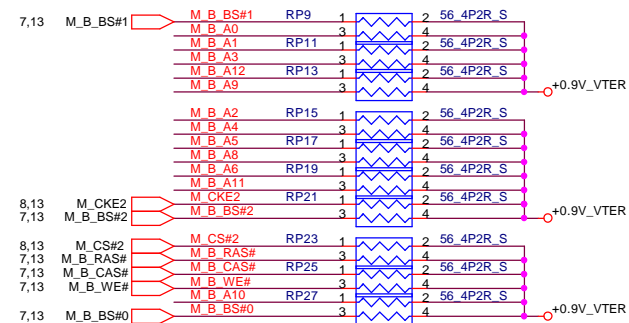 7,13 M_B_BS#1 M_B_BS#1 RP9 1 2 56_4P2R_S
M_B_A0 3 4
M_B_A1 RP11 1 2 56_4P2R_S
M_B_A3 3 4
M_B_A12 RP13 1 2 56_4P2R_S
M_B_A9 3 4 +0.9V_VTER
M_B_A2 RP15 1 2 56_4P2R_S
M_B_A4 3 4
M_B_A5 RP17 1 2 56_4P2R_S
M_B_A8 3 4
M_B_A6 RP19 1 2 56_4P2R_S
M_B_A11 3 4
8,13 M_CKE2 M_CKE2 RP21 1 2 56_4P2R_S
7,13 M_B_BS#2 M_B_BS#2 3 4 +0.9V_VTER
8,13 M_CS#2 M_CS#2 RP23 1 2 56_4P2R_S
7,13 M_B_RAS# M_B_RAS# 3 4
7,13 M_B_CAS# M_B_CAS# RP25 1 2 56_4P2R_S
7,13 M_B_WE# M_B_WE# 3 4
M_B_A10 RP27 1 2 56_4P2R_S
7,13 M_B_BS#0 M_B_BS#0 3 4 +0.9V_VTER